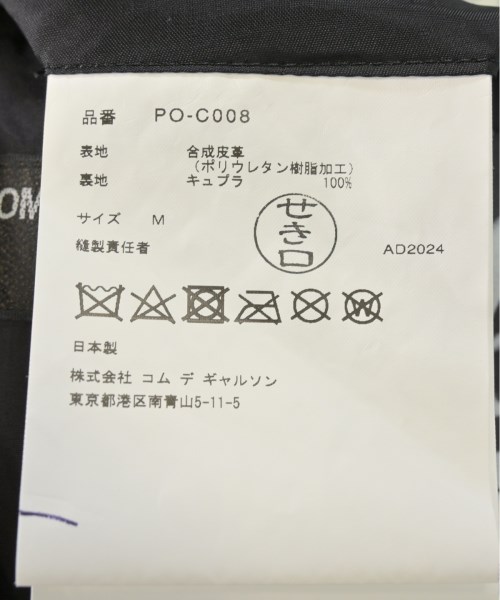 品番 PO-C008
表地 合成皮革
(ポリウレタン樹脂加工)
裏地 キュプラ 100%
サイズ M
縫製責任者
せき口
AD2024
W
日本製
株式会社 コム デ ギャルソン
東京都港区南青山5-11-5
OM